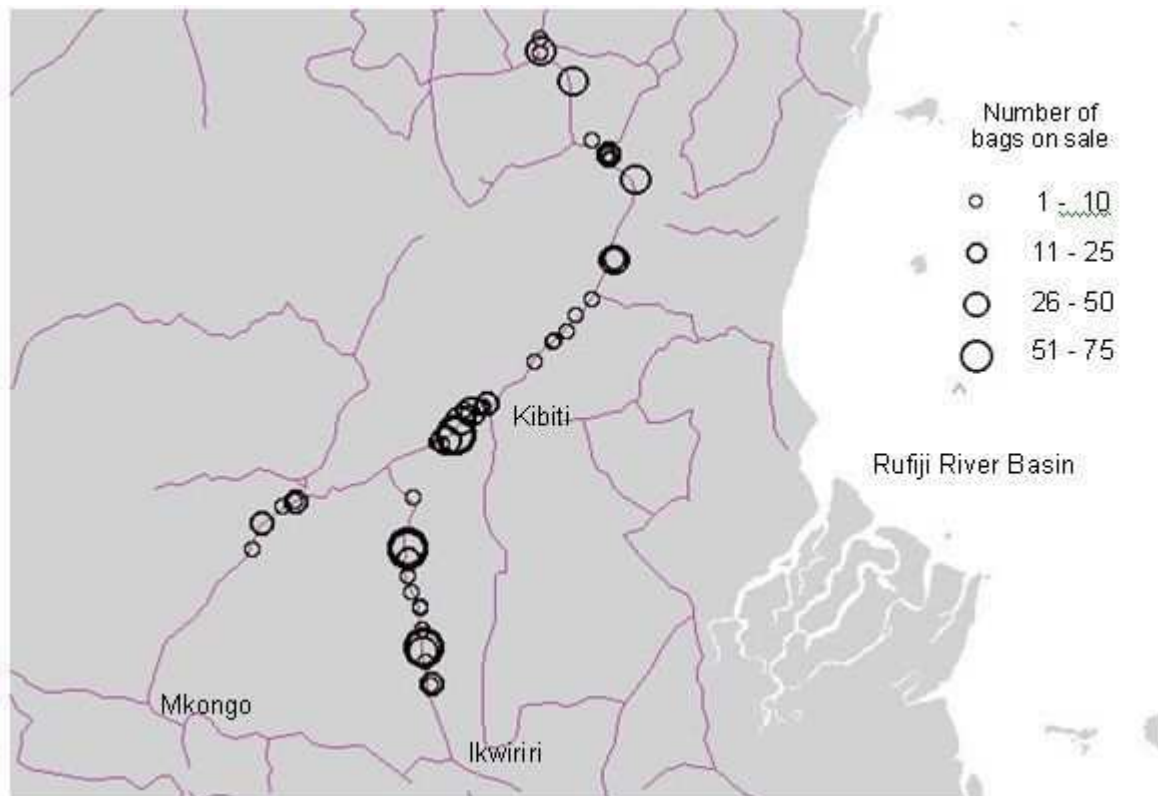 Number of
bags on sale
1 - 10
11 - 25
26 - 50
51 - 75
Kibiti
Rufiji River Basin
Mkongo
Ikwiriri